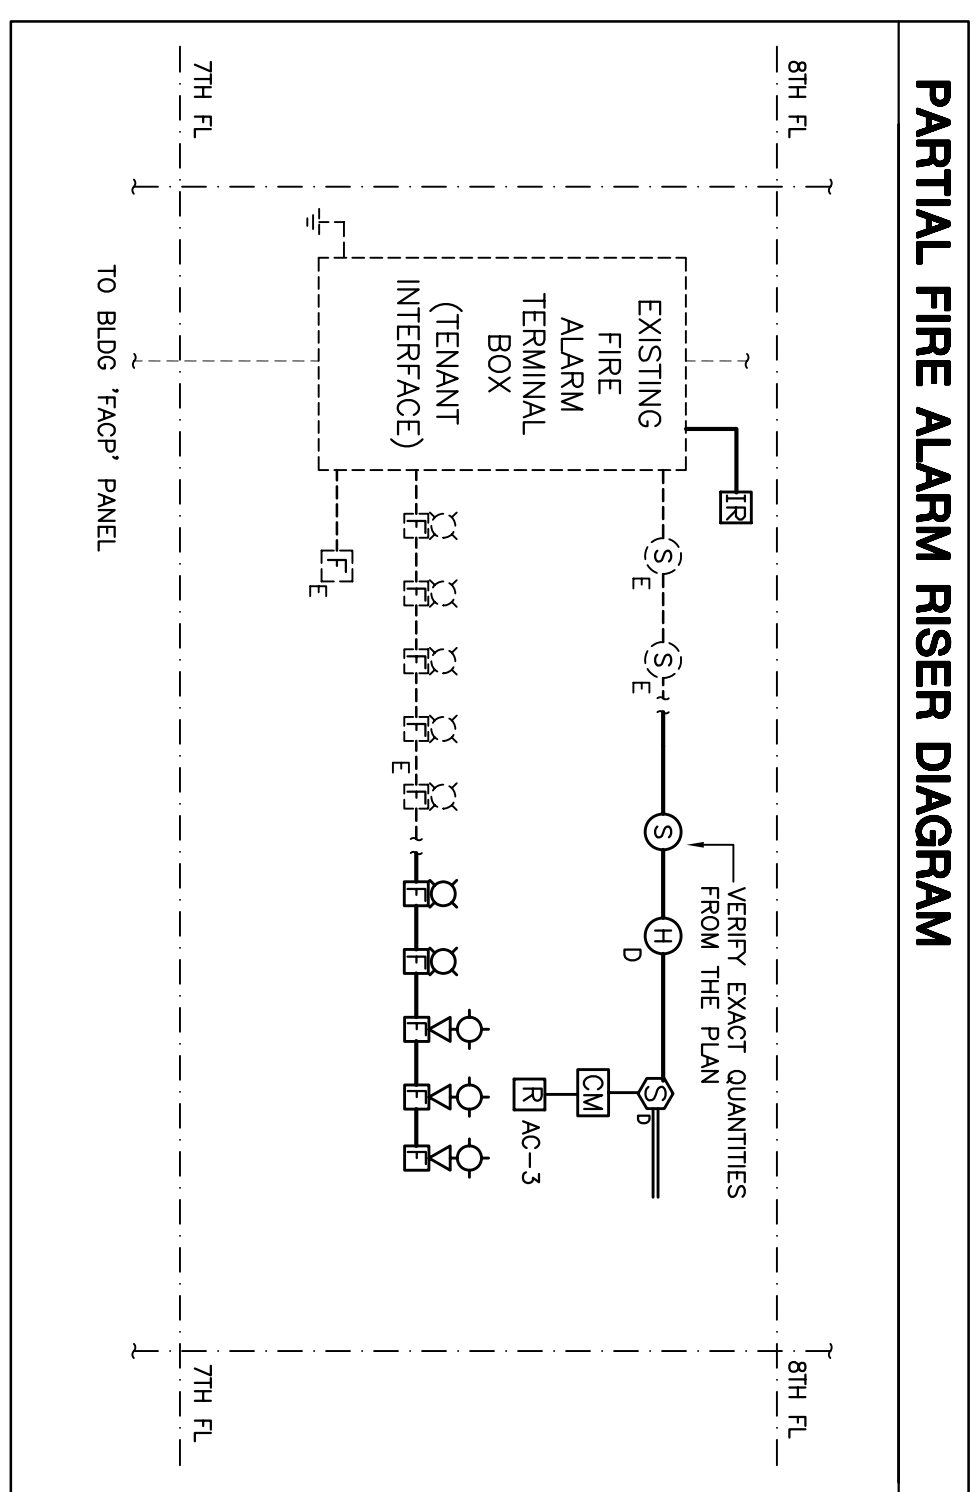 PARTIAL FIRE ALARM RISER DIAGRAM
8TH FL
8TH FL
IR
EXISTING
FIRE
ALARM
TERMINAL
BOX
(TENANT
INTERFACE)
VERIFY EXACT QUANTITIES
FROM THE PLAN
S
E
S
E
S
H
D
S
D
CM
R
AC-3
F
F
F
F
F
E
F
F
F
F
F
F
E
7TH FL
7TH FL
TO BLDG 'FACP' PANEL